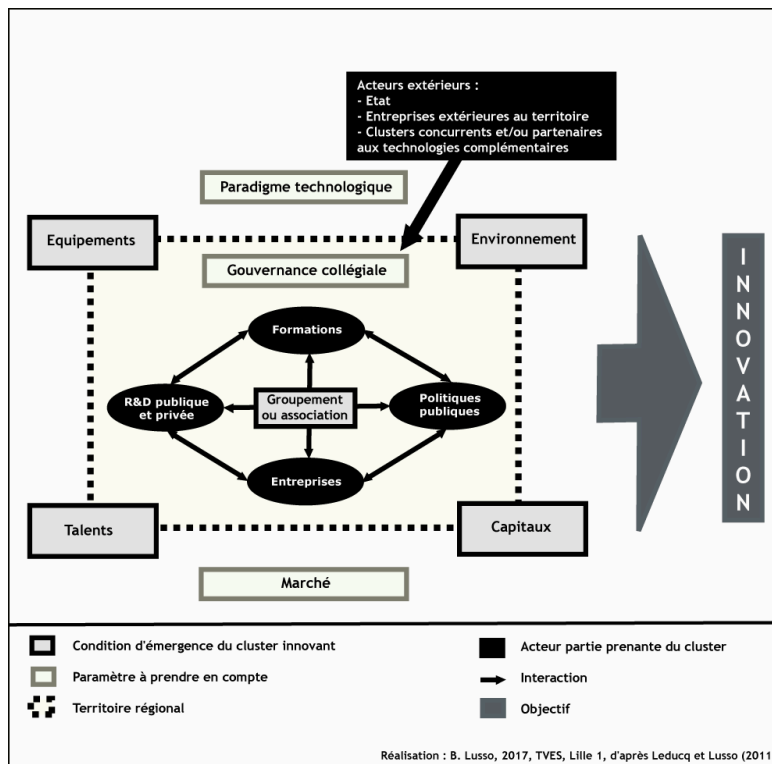 Acteurs extérieurs :
- Etat
- Entreprises extérieures au territoire
- Clusters concurrents et/ou partenaires
aux technologies complémentaires
Paradigme technologique
Equipements
Environnement
Gouvernance collégiale
Formations
R&D publique
et privée
Groupement
ou association
Politiques
publiques
Entreprises
Talents
Capitaux
Marché
INNOVATION
Condition d'émergence du cluster innovant
Paramètre à prendre en compte
Territoire régional
Acteur partie prenante du cluster
Interaction
Objectif
Réalisation : B. Lusso, 2017, TVES, Lille 1, d'après Leducq et Lusso (2011